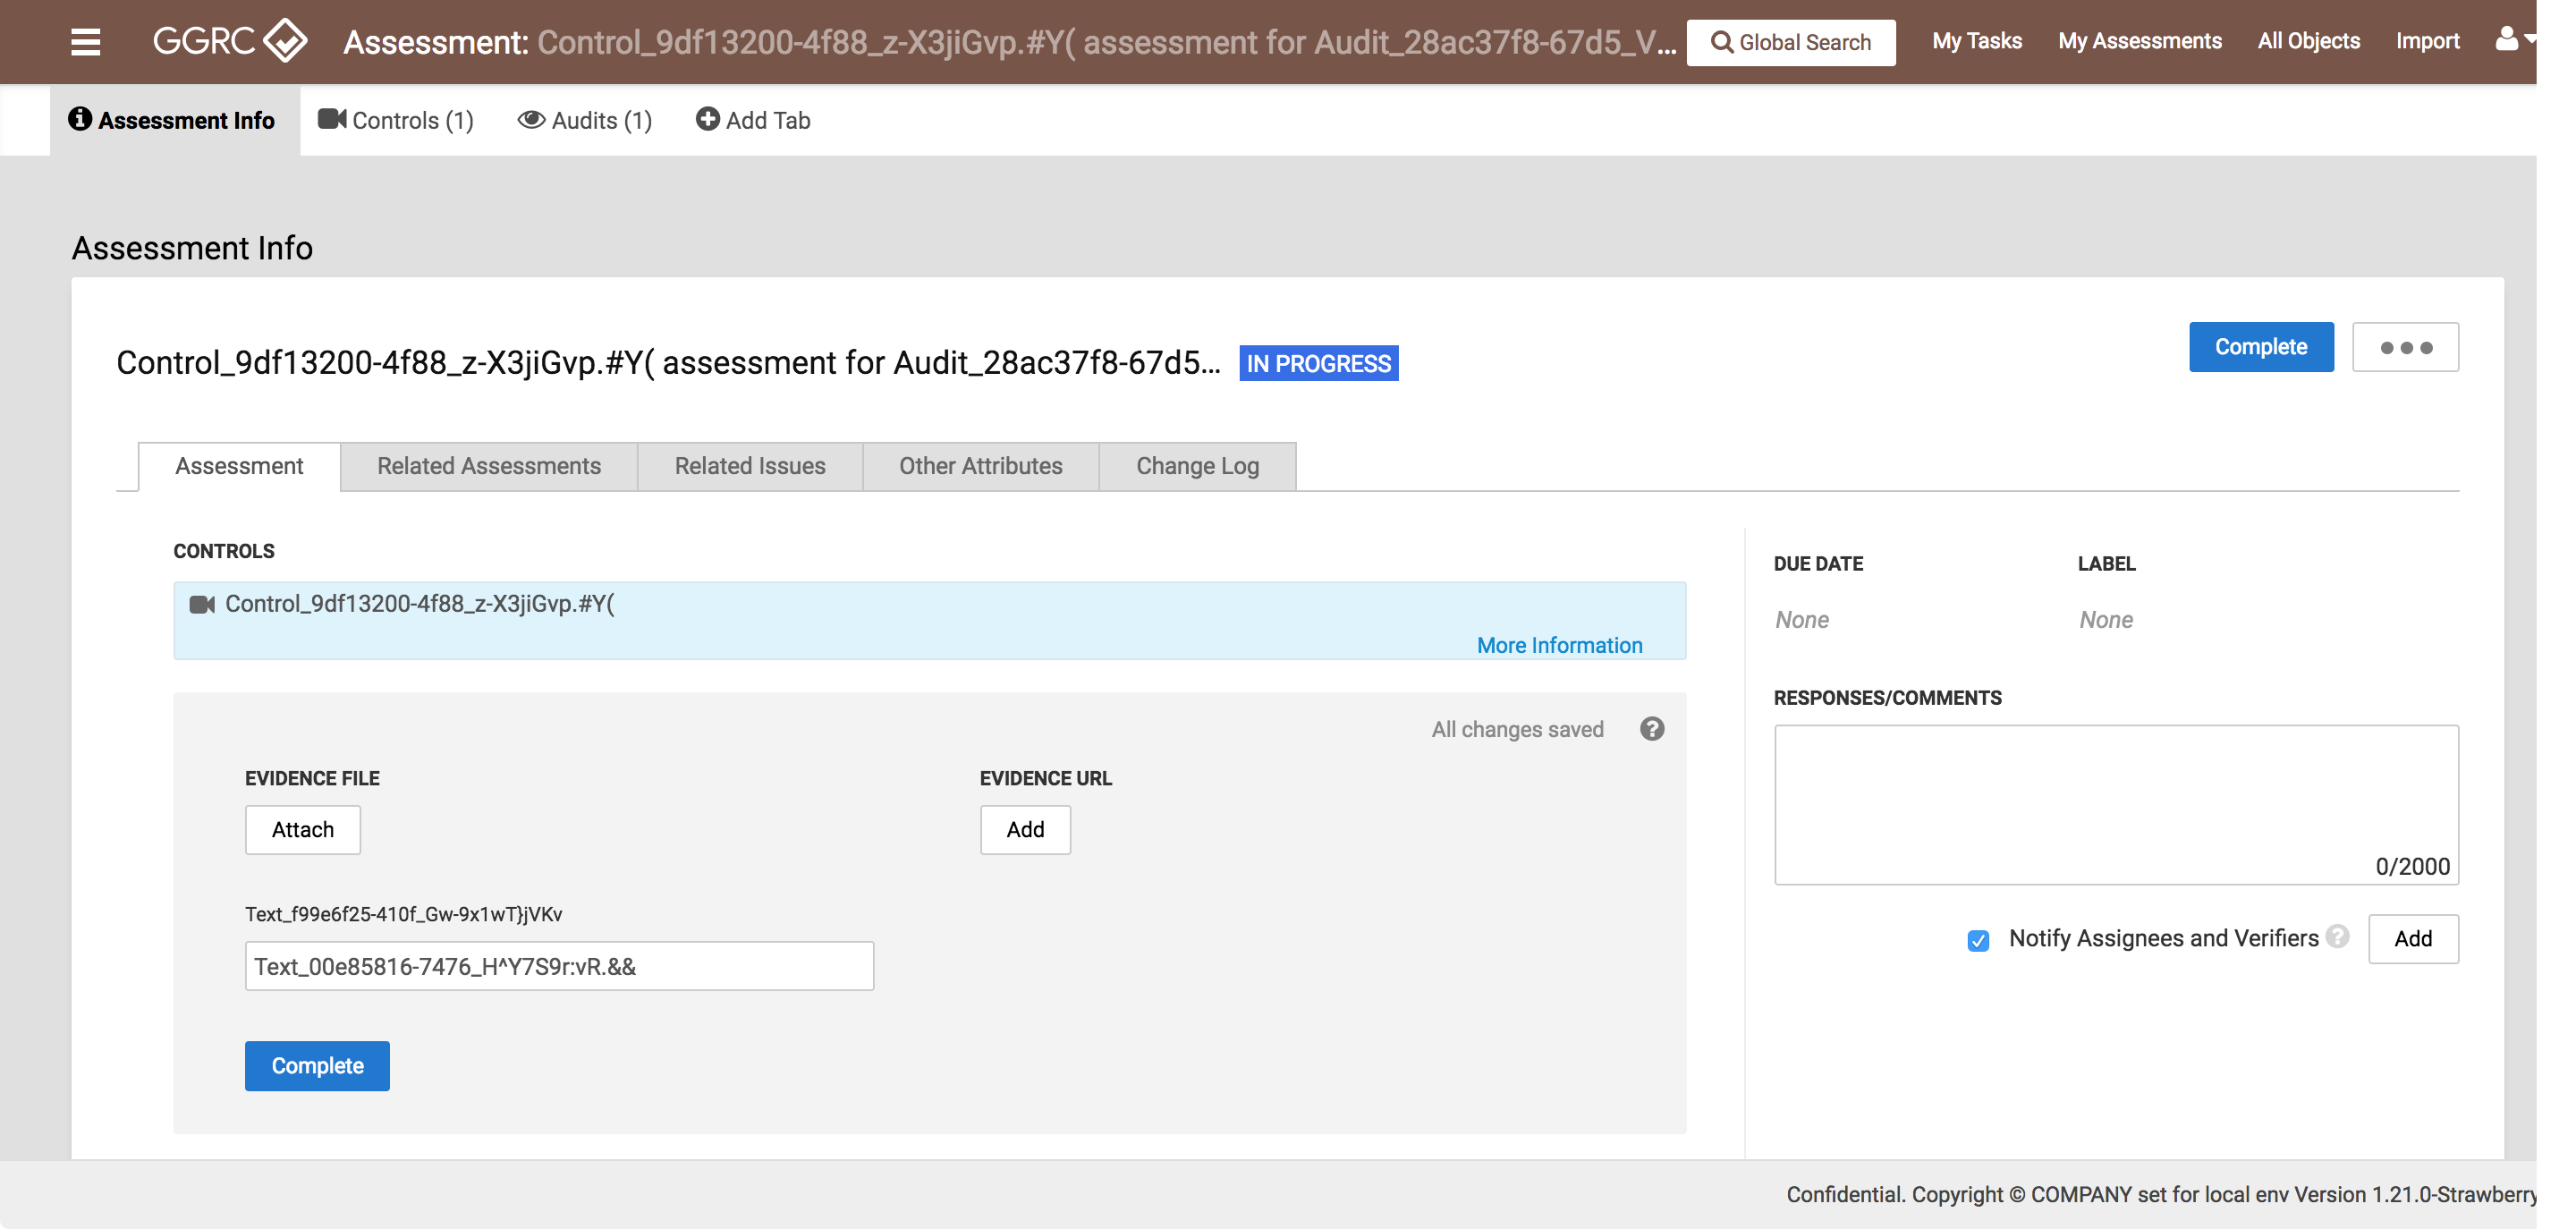 GGRC Assessment: Control_9df13200-4f88_z-X3jiGvp.#Y( assessment for Audit_28ac37f8-67d5_V... Global Search My Tasks My Assessments All Objects Import
Assessment Info Controls (1) Audits (1) Add Tab
Assessment Info
Control_9df13200-4f88_z-X3jiGvp.#Y( assessment for Audit_28ac37f8-67d5... IN PROGRESS Complete
Assessment Related Assessments Related Issues Other Attributes Change Log
CONTROLS
Control_9df13200-4f88_z-X3jiGvp.#Y(
More Information
All changes saved
EVIDENCE FILE EVIDENCE URL
Attach Add
Text_f99e6f25-410f_Gw-9x1wT}jVKv
Text_00e85816-7476_H^Y7S9r:vR.&&
Complete
DUE DATE LABEL
None None
RESPONSES/COMMENTS
0/2000
Notify Assignees and Verifiers Add
Confidential. Copyright © COMPANY set for local env Version 1.21.0-Strawberry